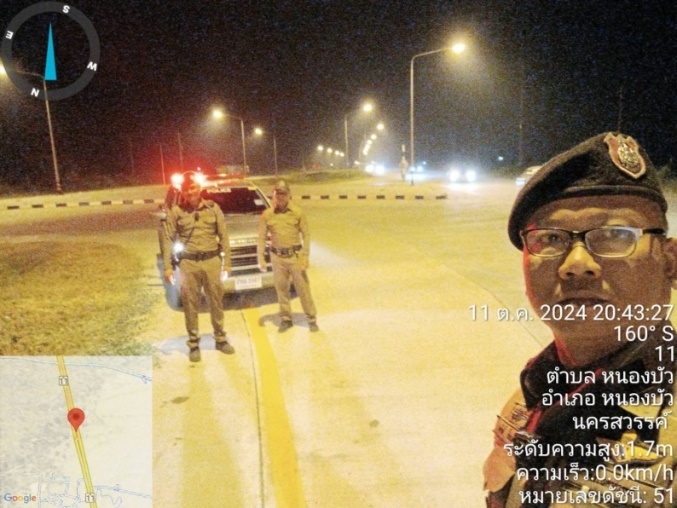 S
E
W
N
11 ต.ค. 2024 20:43:27
160° S
11
ตำบล หนองบัว
อำเภอ หนองบัว
นครสวรรค์
ระดับความสูง:1.7m
ความเร็ว:0.0km/h
หมายเลขดัชนี: 51
11
11
Google